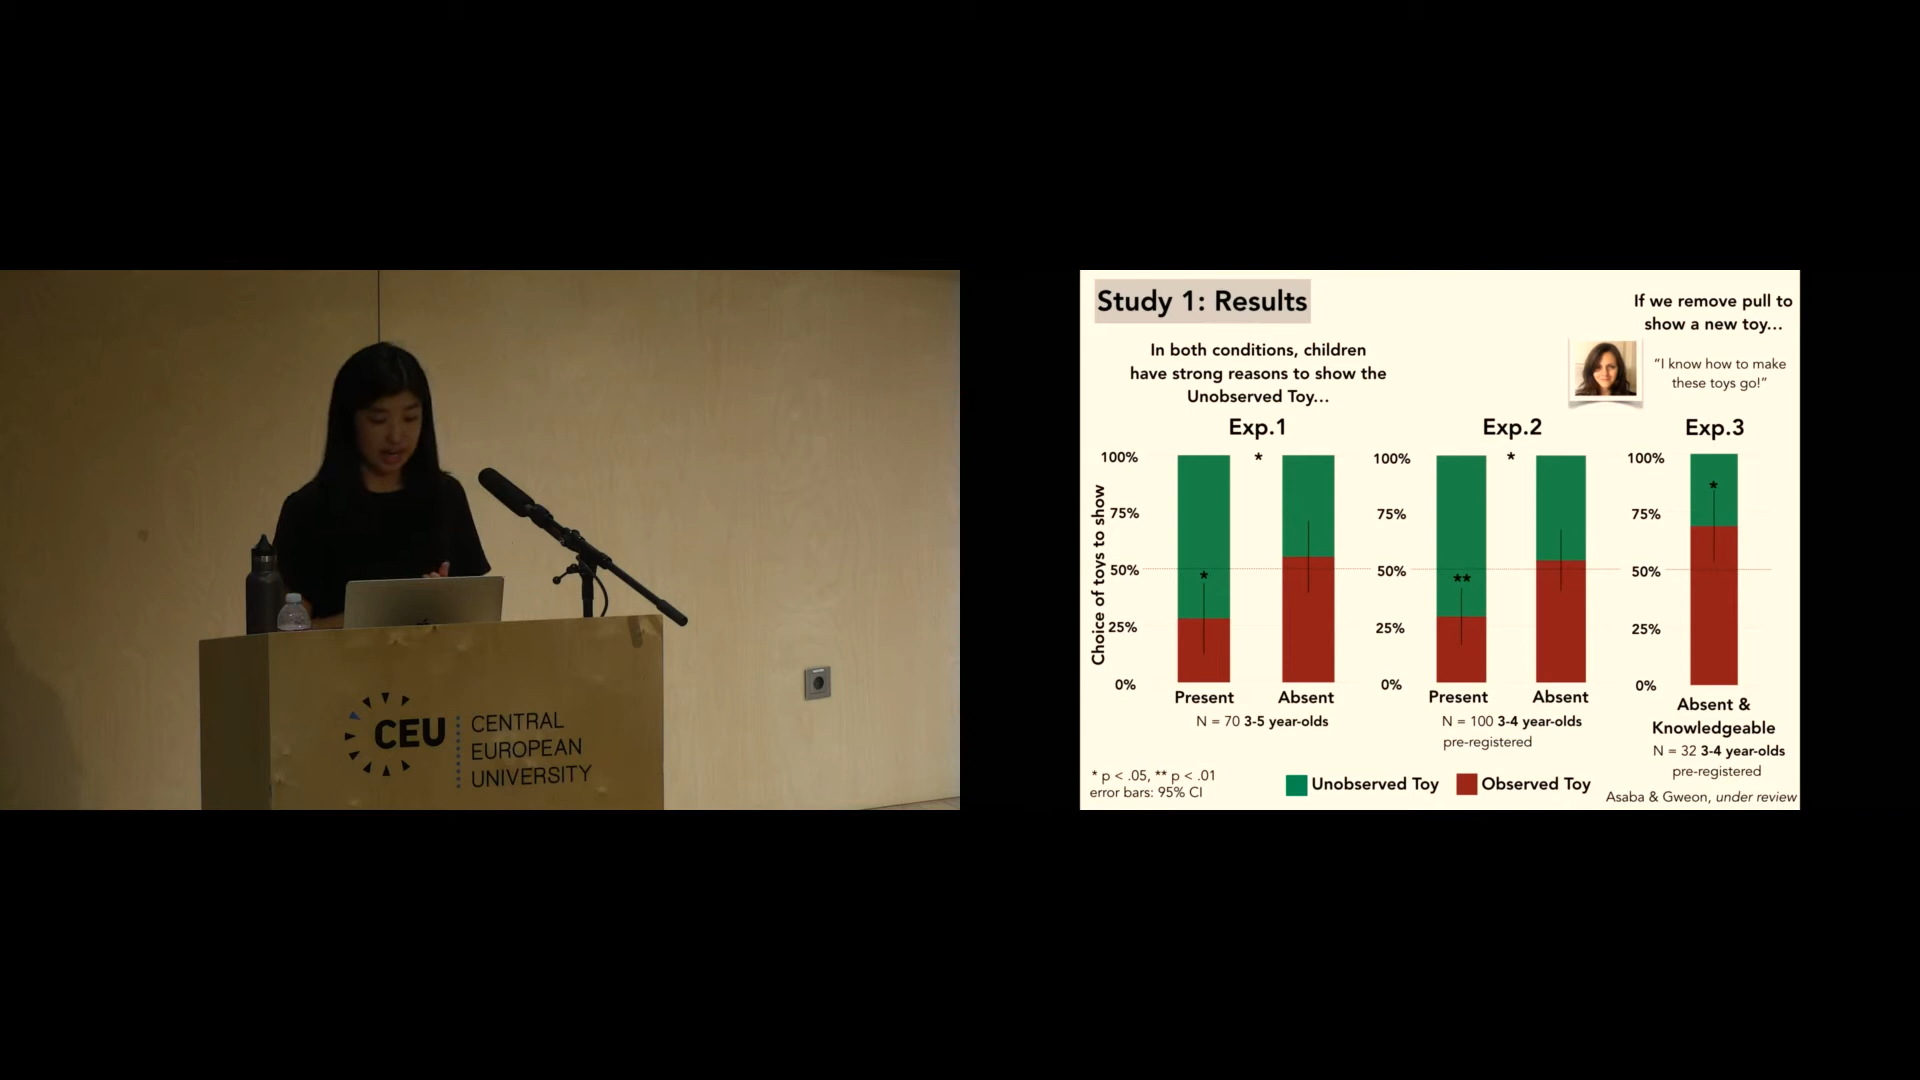 CEU
CENTRAL
EUROPEAN
UNIVERSITY
Study 1: Results
If we remove pull to
show a new toy...
In both conditions, children
have strong reasons to show the
Unobserved Toy...
“I know how to make
these toys go!”
Exp.1
Exp.2
Exp.3
Choice of toys to show
100%
75%
50%
25%
0%
*
*
Present
Absent
N = 70 3-5 year-olds
100%
75%
50%
25%
0%
**
*
Present
Absent
N = 100 3-4 year-olds
pre-registered
100%
75%
50%
25%
0%
*
Absent &
Knowledgeable
N = 32 3-4 year-olds
pre-registered
* p < .05, ** p < .01
error bars: 95% CI
Unobserved Toy
Observed Toy
Asaba & Gweon, under review